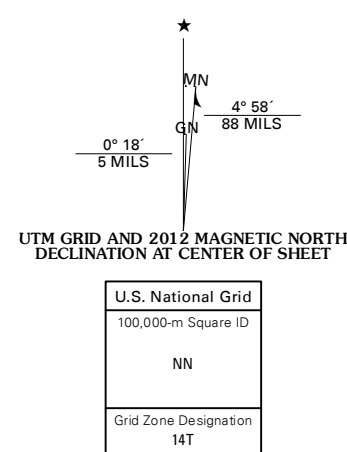 ★
MN
4° 58´
88 MILS
GN
0° 18´
5 MILS
UTM GRID AND 2012 MAGNETIC NORTH
DECLINATION AT CENTER OF SHEET
U.S. National Grid
100,000-m Square ID
NN
Grid Zone Designation
14T